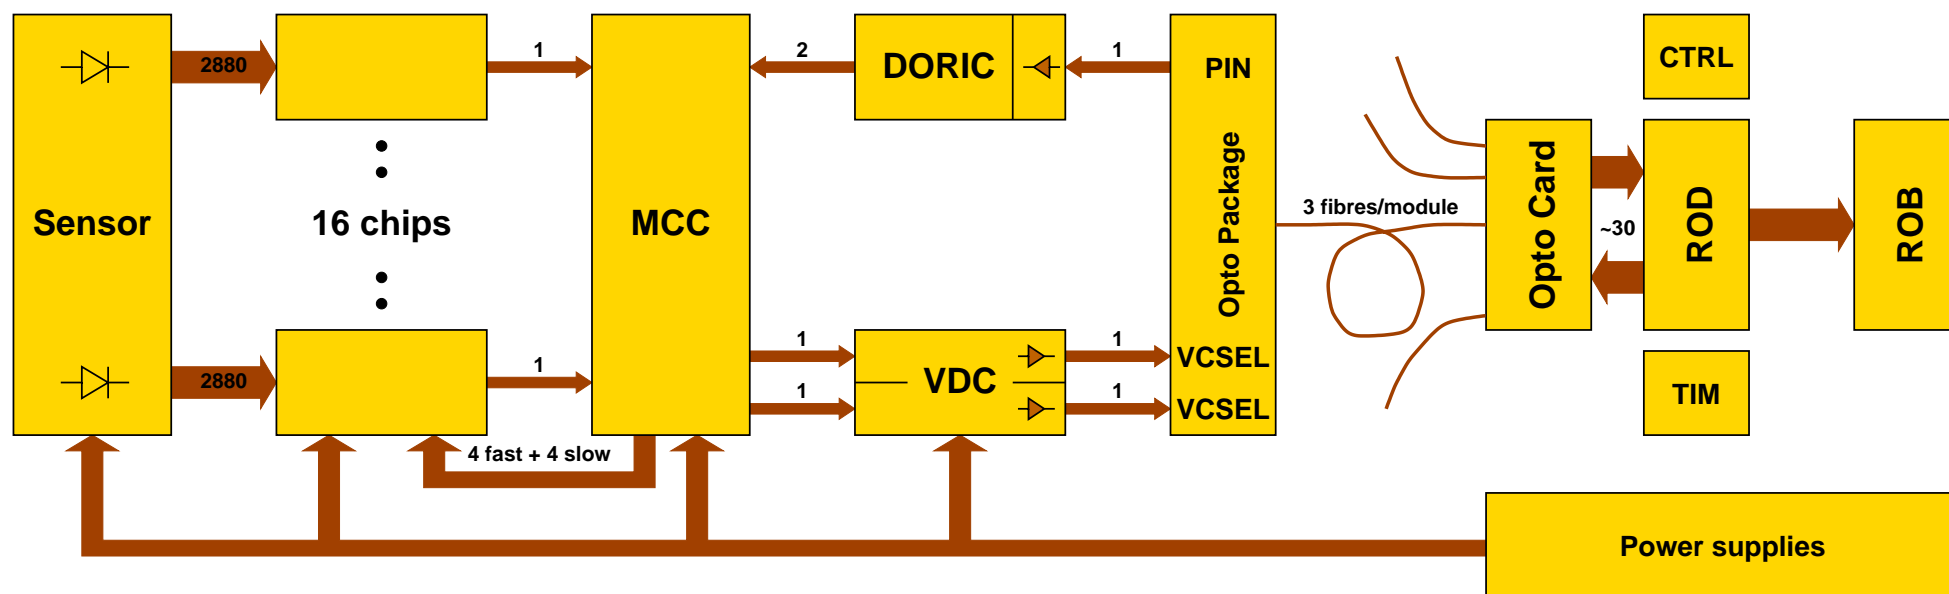 Sensor
2880
2880
16 chips
1
1
4 fast + 4 slow
MCC
2
DORIC
1
1
1
VDC
1
1
PIN
Opto Package
VCSEL
VCSEL
3 fibres/module
Opto Card
~30
CTRL
ROD
TIM
ROB
Power supplies